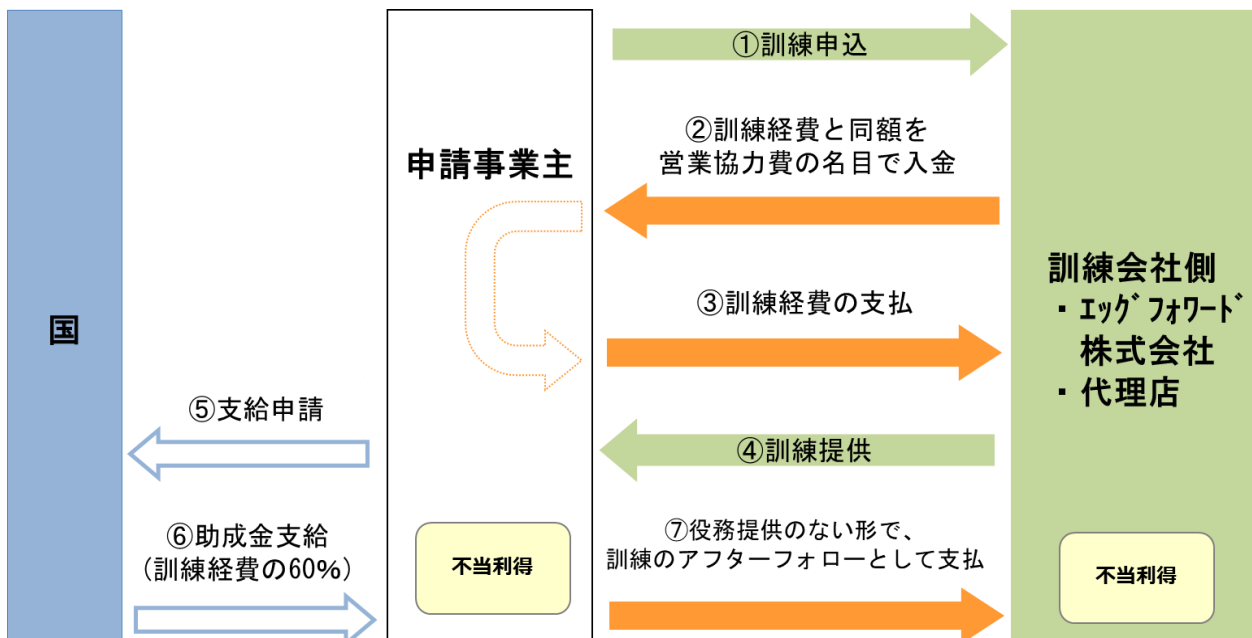 ①訓練申込
②訓練経費と同額を
営業協力費の名目で入金
申請事業主
③訓練経費の支払
訓練会社側
・ｴｯｸﾞﾌｫﾜｰﾄﾞ
株式会社
・代理店
国
⑤支給申請
④訓練提供
⑥助成金支給
(訓練経費の60%)
不当利得
⑦役務提供のない形で、
訓練のアフターフォローとして支払
不当利得